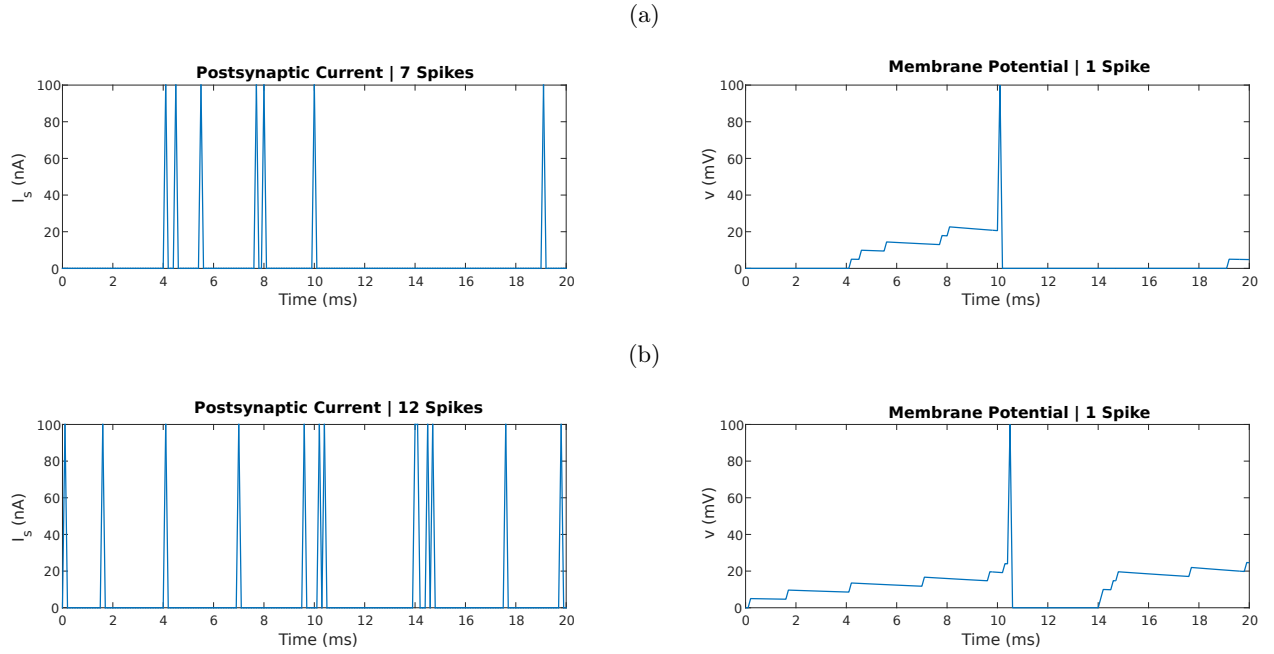 (a)
Postsynaptic Current | 7 Spikes
I_s (nA)
100
80
60
40
20
0
0 2 4 6 8 10 12 14 16 18 20
Time (ms)
Membrane Potential | 1 Spike
v (mV)
100
80
60
40
20
0
0 2 4 6 8 10 12 14 16 18 20
Time (ms)
(b)
Postsynaptic Current | 12 Spikes
I_s (nA)
100
80
60
40
20
0
0 2 4 6 8 10 12 14 16 18 20
Time (ms)
Membrane Potential | 1 Spike
v (mV)
100
80
60
40
20
0
0 2 4 6 8 10 12 14 16 18 20
Time (ms)